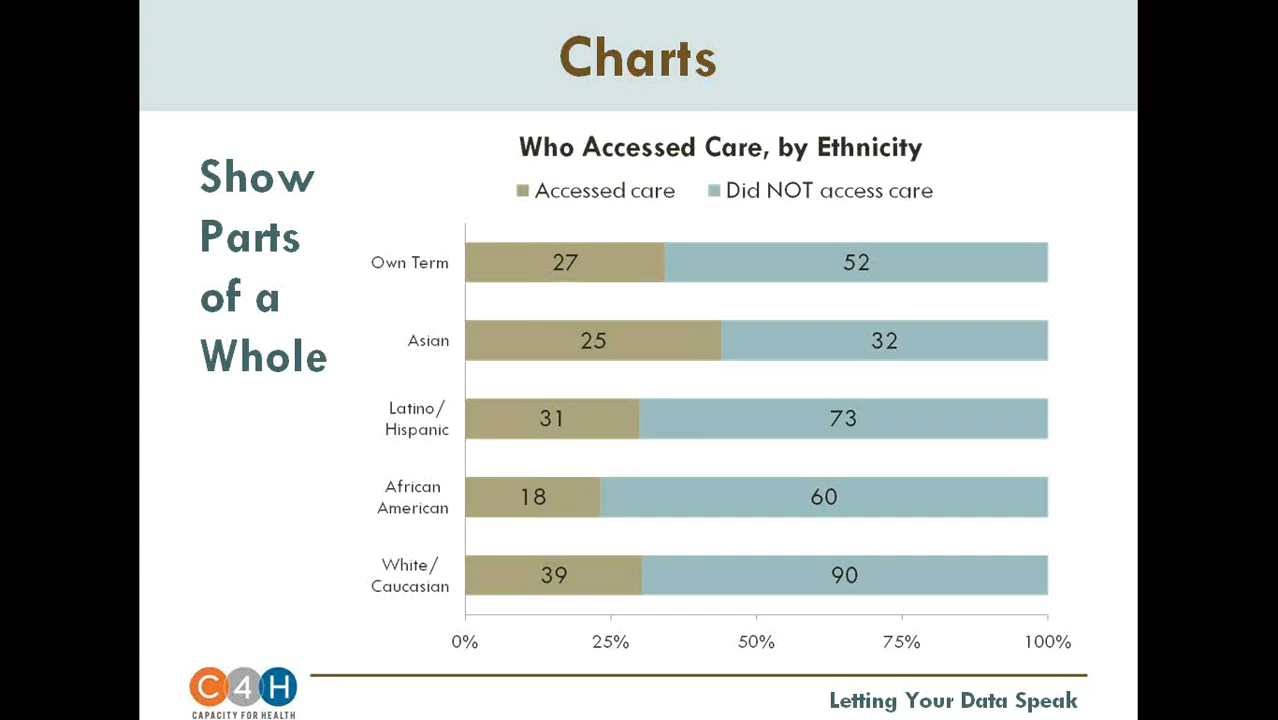 Charts
Show
Parts
of a
Whole
Who Accessed Care, by Ethnicity
Accessed care
Did NOT access care
Own Term
27
52
Asian
25
32
Latino/
Hispanic
31
73
African
American
18
60
White/
Caucasian
39
90
0%
25%
50%
75%
100%
C4H
CAPACITY FOR HEALTH
Letting Your Data Speak